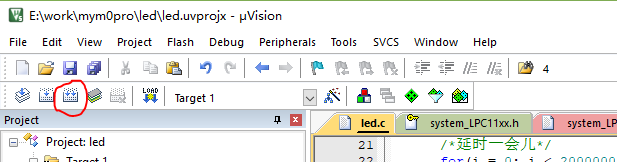 E:\work\mym0pro\led\led.uvprojx - µVision
File Edit View Project Flash Debug Peripherals Tools SVCS Window Help
4
LOAD Target 1
Project
Project: led
Target 1
led.c system_LPC11xx.h system_LP
21 /*延时一会儿*/
22 for(i = 0; i < 2000000